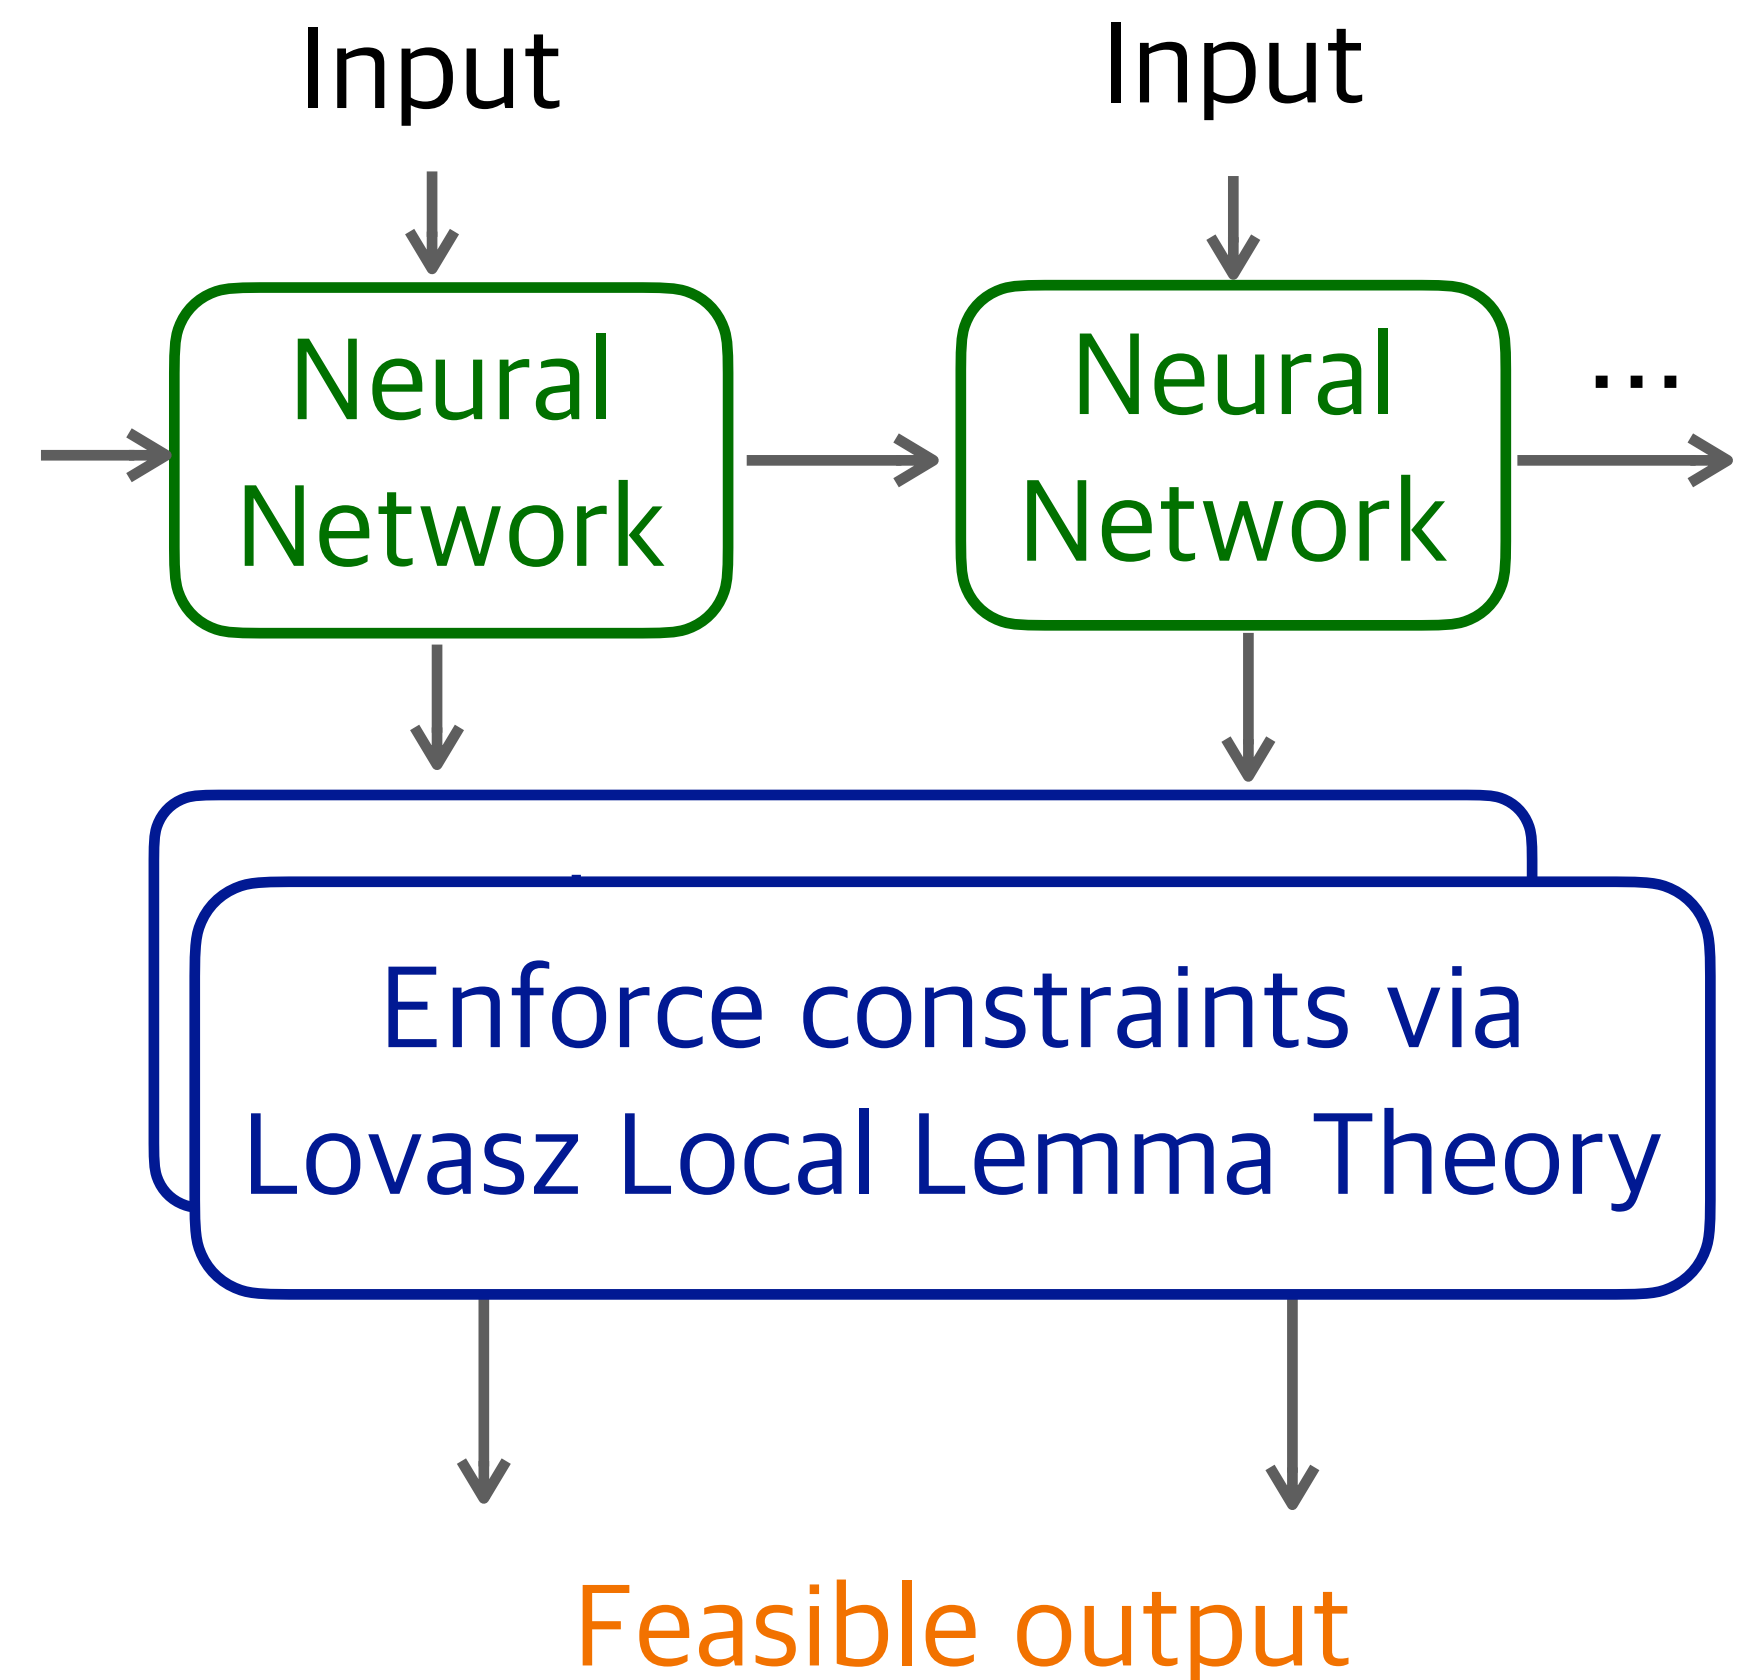 Input
Input
Neural
Network
Neural
Network
...
Enforce constraints via
Lovasz Local Lemma Theory
Feasible output